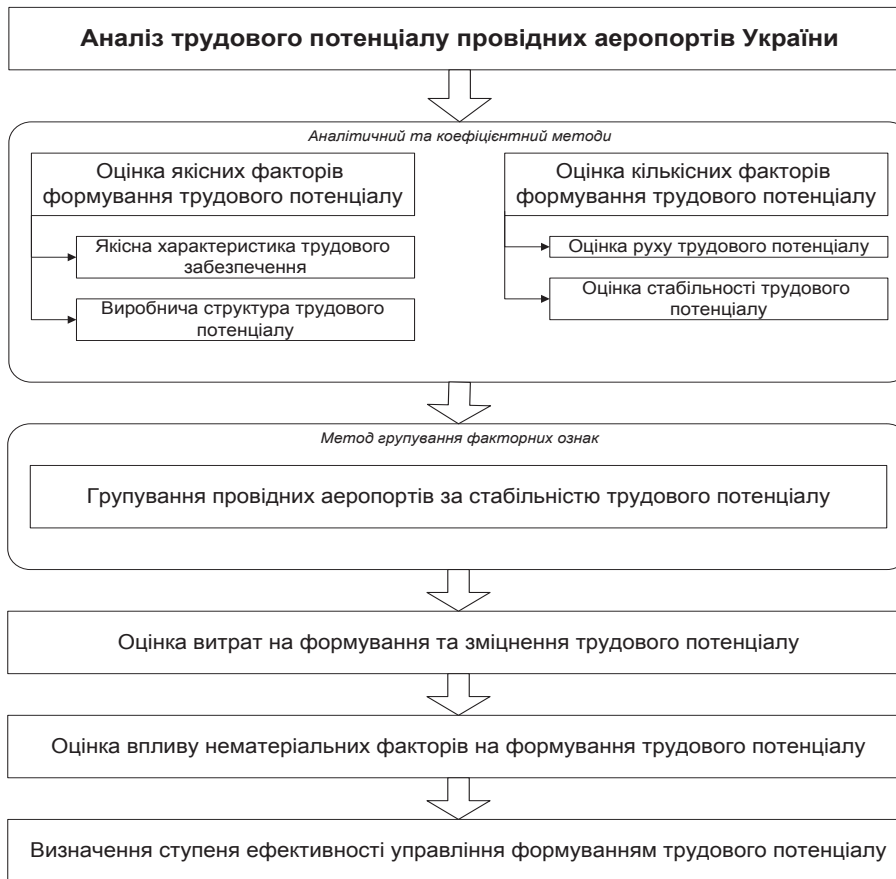 Аналіз трудового потенціалу провідних аеропортів України
Аналітичний та коефіцієнтний методи
Оцінка якісних факторів
формування трудового потенціалу
Якісна характеристика трудового
забезпечення
Виробнича структура трудового
потенціалу
Оцінка кількісних факторів
формування трудового потенціалу
Оцінка руху трудового потенціалу
Оцінка стабільності трудового
потенціалу
Метод групування факторних ознак
Групування провідних аеропортів за стабільністю трудового потенціалу
Оцінка витрат на формування та зміцнення трудового потенціалу
Оцінка впливу нематеріальних факторів на формування трудового потенціалу
Визначення ступеня ефективності управління формуванням трудового потенціалу